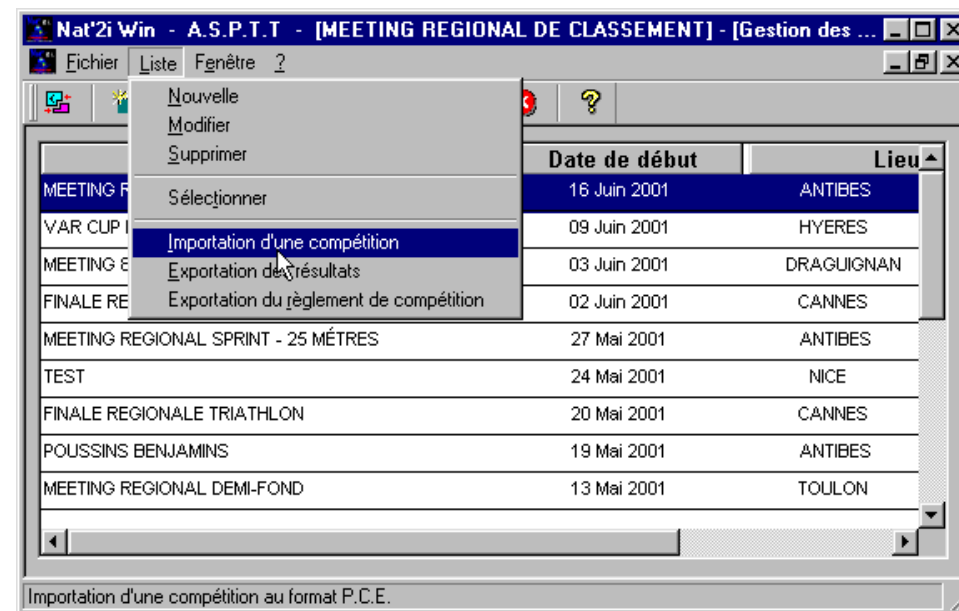 Nat'2i Win - A.S.P.T.T - [MEETING REGIONAL DE CLASSEMENT] - [Gestion des ...
Fichier Liste Fenêtre ?
Nouvelle
Modifier
Supprimer
Sélectionner
Importation d'une compétition
Exportation des résultats
Exportation du règlement de compétition
Date de début Lieu
MEETING 16 Juin 2001 ANTIBES
VAR CUP 09 Juin 2001 HYERES
MEETING 03 Juin 2001 DRAGUIGNAN
FINALE RE 02 Juin 2001 CANNES
MEETING REGIONAL SPRINT - 25 MÉTRES 27 Mai 2001 ANTIBES
TEST 24 Mai 2001 NICE
FINALE REGIONALE TRIATHLON 20 Mai 2001 CANNES
POUSSINS BENJAMINS 19 Mai 2001 ANTIBES
MEETING REGIONAL DEMI-FOND 13 Mai 2001 TOULON
Importation d'une compétition au format P.C.E.